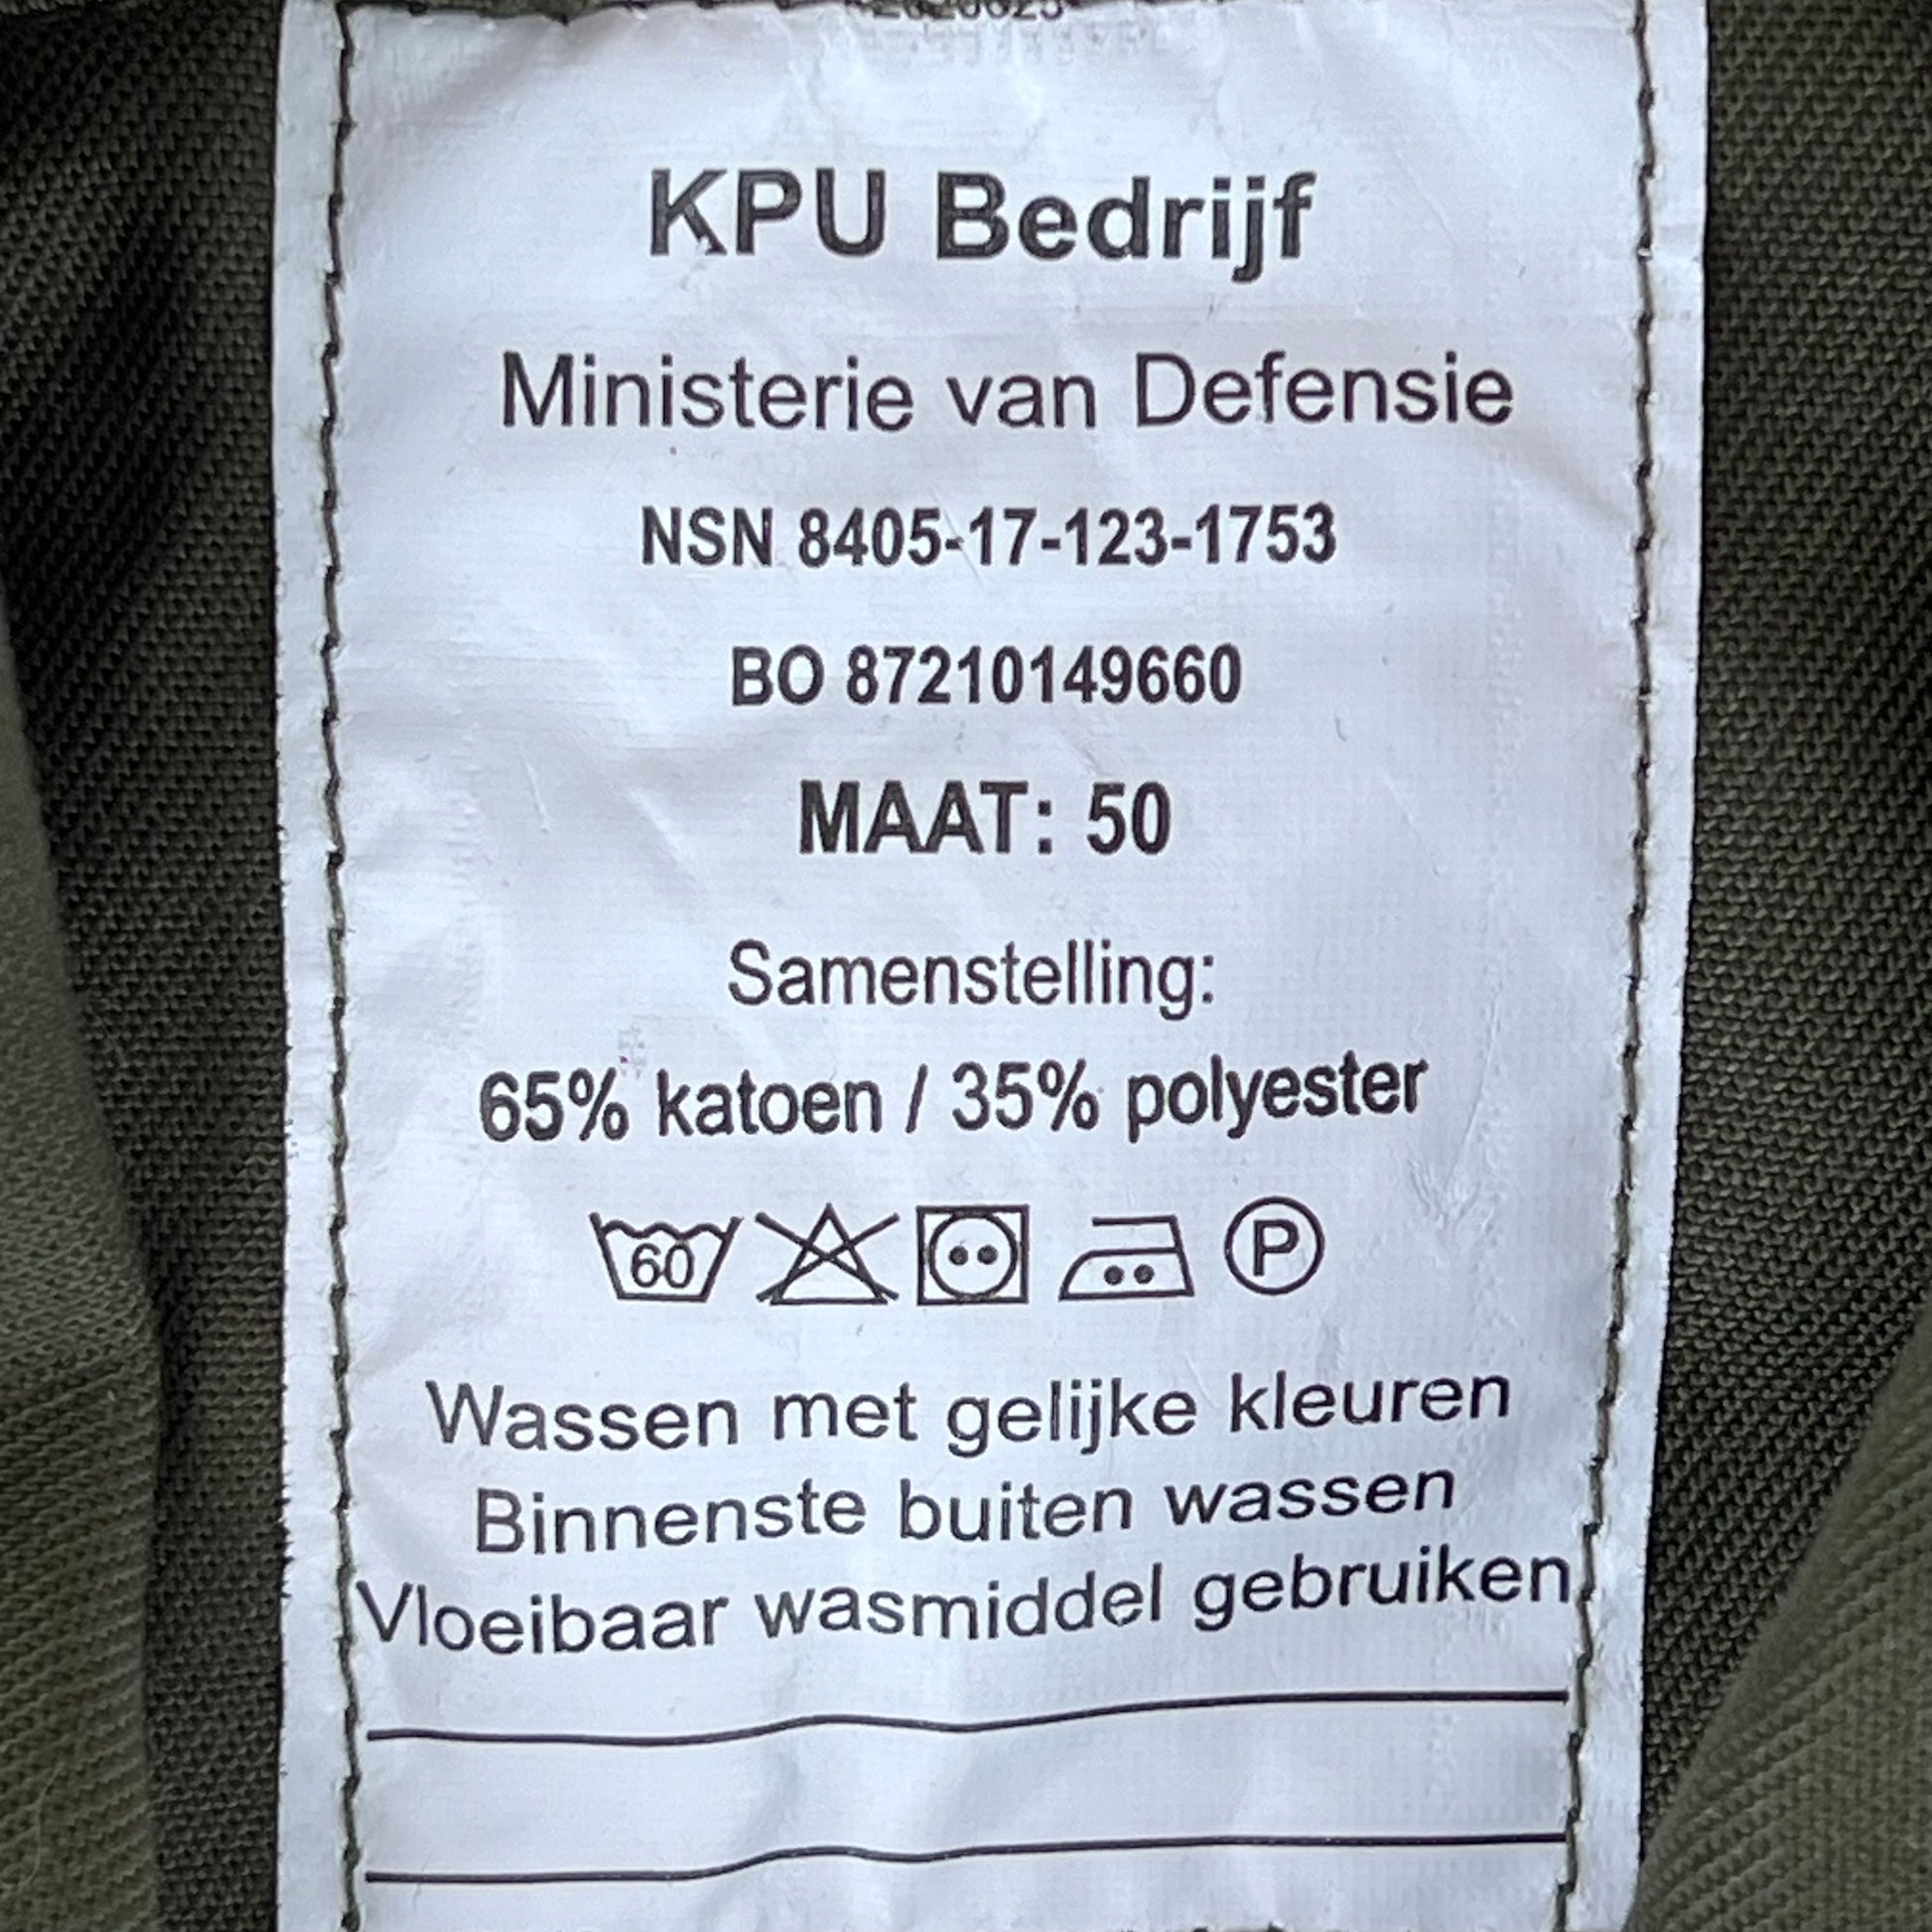 KPU Bedrijf
Ministerie van Defensie
NSN 8405-17-123-1753
BO 87210149660
MAAT: 50
Samenstelling:
65% katoen / 35% polyester
60 P
Wassen met gelijke kleuren
Binnenste buiten wassen
Vloeibaar wasmiddel gebruiken